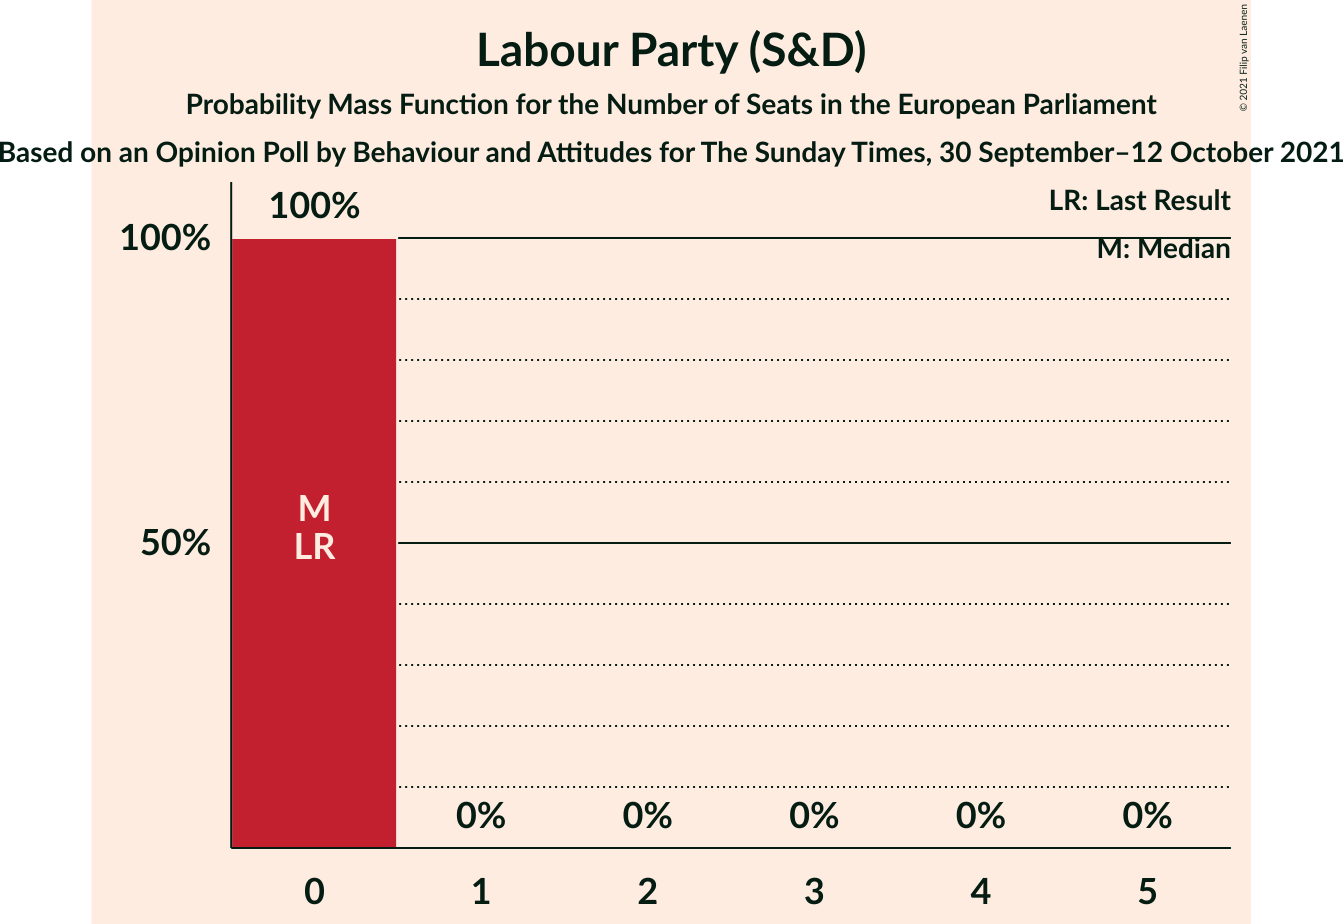 Labour Party (S&D)
Probability Mass Function for the Number of Seats in the European Parliament
Based on an Opinion Poll by Behaviour and Attitudes for The Sunday Times, 30 September–12 October 2021
© 2021 Filip van Laenen
LR: Last Result
M: Median
100%
100%
50%
M
LR
0% 0% 0% 0% 0%
0 1 2 3 4 5